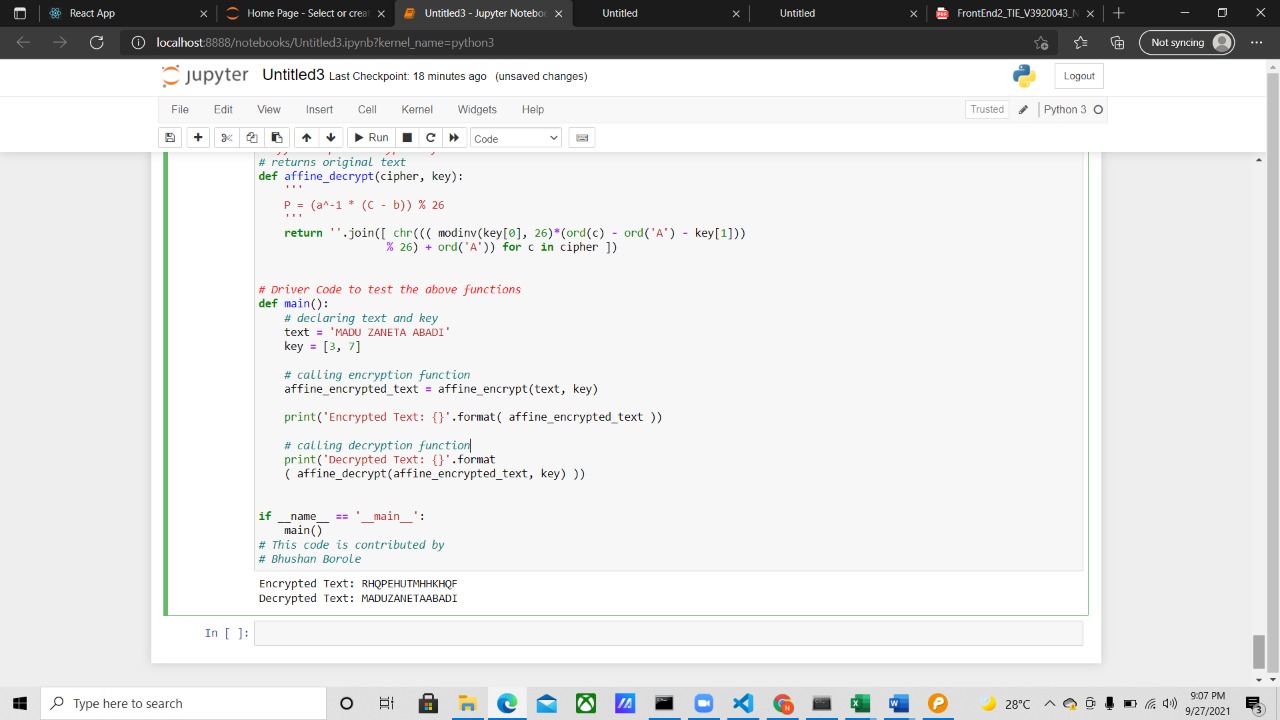 React App
Home Page - Select or creat
Untitled3 - Jupyter Noteboo
Untitled
Untitled
PDF
FrontEnd2_TIE_V3920043_N
localhost:8888/notebooks/Untitled3.ipynb?kernel_name=python3
Not syncing
jupyter Untitled3 Last Checkpoint: 18 minutes ago (unsaved changes)
Logout
File Edit View Insert Cell Kernel Widgets Help
Trusted
Python 3
Run
Code
# returns original text
def affine_decrypt(cipher, key):
'''
P = (a^-1 * (C - b)) % 26
'''
return ''.join([ chr((( modinv(key[0], 26)*(ord(c) - ord('A') - key[1]))
% 26) + ord('A')) for c in cipher ])
# Driver Code to test the above functions
def main():
# declaring text and key
text = 'MADU ZANETA ABADI'
key = [3, 7]
# calling encryption function
affine_encrypted_text = affine_encrypt(text, key)
print('Encrypted Text: {}'.format( affine_encrypted_text ))
# calling decryption function
print('Decrypted Text: {}'.format
( affine_decrypt(affine_encrypted_text, key) ))
if __name__ == '__main__':
main()
# This code is contributed by
# Bhushan Borole
Encrypted Text: RHQPEHUTMHHKHQF
Decrypted Text: MADUZANETAABADI
In [ ]:
Type here to search
28°C
9:07 PM
9/27/2021
3